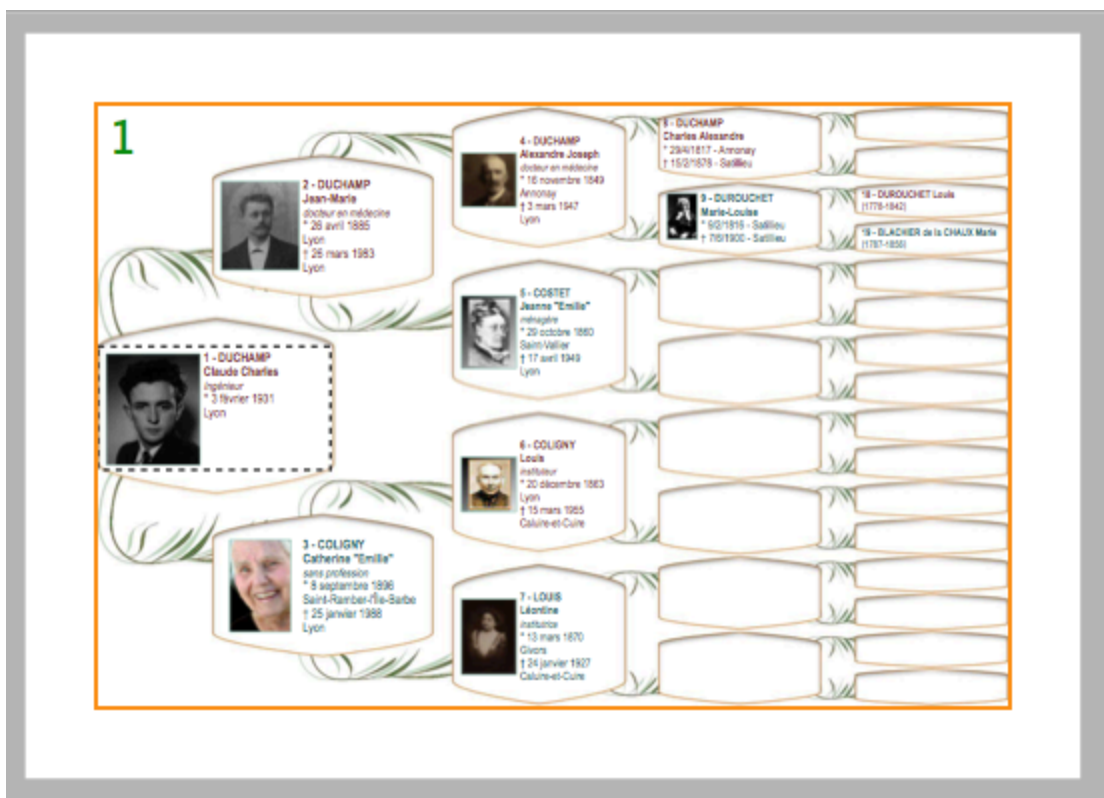 1
2 - DUCHAMP
Jean-Marie
docteur en médecine
* 26 avril 1885
Lyon
† 26 mars 1983
Lyon
1 - DUCHAMP
Claude Charles
ingénieur
* 3 février 1931
Lyon
3 - COLIGNY
Catherine "Emilie"
sans profession
* 8 septembre 1896
Saint-Ramber-l'Île-Barbe
† 25 janvier 1988
Lyon
4 - DUCHAMP
Alexandre Joseph
docteur en médecine
* 16 novembre 1849
Annonay
† 3 mars 1947
Lyon
5 - COSTET
Jeanne "Emilie"
ménagère
* 29 octobre 1860
Saint-Vallier
† 17 avril 1949
Lyon
6 - COLIGNY
Louis
instituteur
* 20 décembre 1863
Lyon
† 15 mars 1955
Caluire-et-Cuire
7 - LOUIS
Léontine
institutrice
* 13 mars 1870
Givors
† 24 janvier 1927
Caluire-et-Cuire
8 - DUCHAMP
Charles Alexandre
* 29/4/1817 - Annonay
† 15/2/1878 - Satillieu
9 - DUROUCHET
Marie-Louise
* 6/2/1816 - Satillieu
† 7/6/1900 - Satillieu
18 - DUROUCHET Louis
(1778-1842)
19 - BLACHIER de la CHAUX Marie